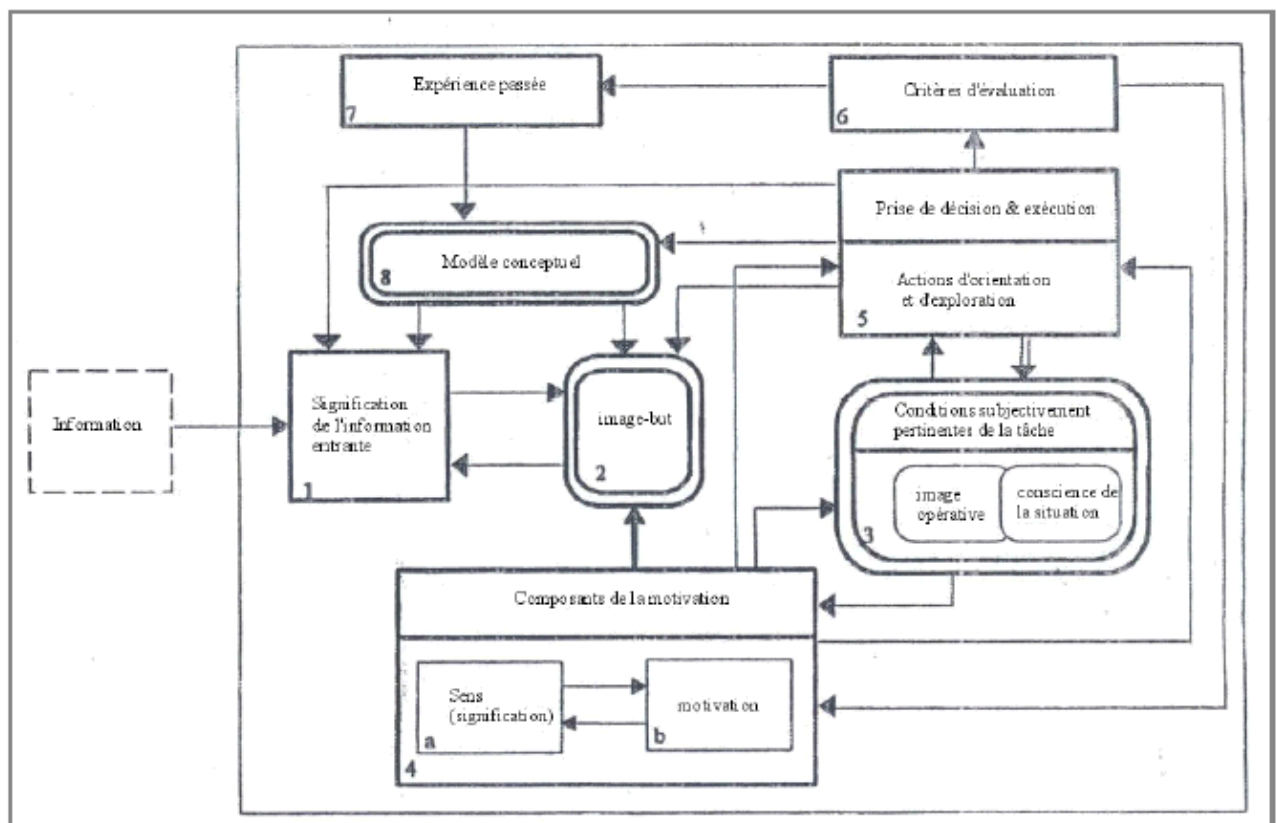 Expérience passée
7
Critères d'évaluation
6
Prise de décision & exécution
Modèle conceptuel
8
Actions d'orientation
et d'exploration
5
Information
Signification
de l'information
entrante
1
image-but
2
Conditions subjectivement
pertinentes de la tâche
image
opérative
conscience de
la situation
3
Composants de la motivation
Sens
(signification)
a
motivation
b
4